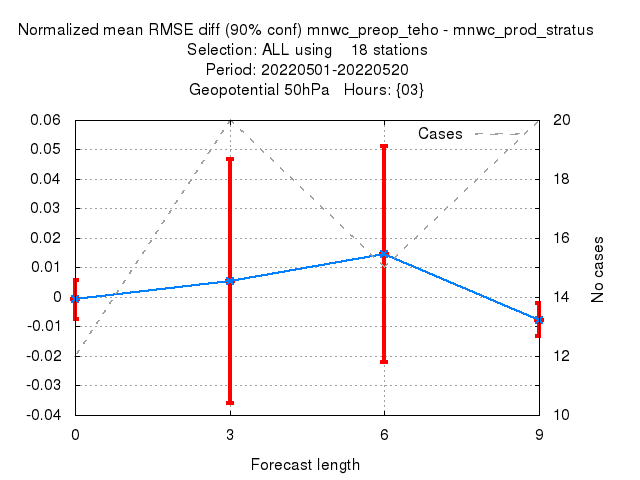 Normalized mean RMSE diff (90% conf) mnwc_preop_teho - mnwc_prod_stratus
Selection: ALL using    18 stations
Period: 20220501-20220520
Geopotential 50hPa   Hours: {03}
Cases
0.06
0.05
0.04
0.03
0.02
0.01
0
-0.01
-0.02
-0.03
-0.04
20
18
16
14
12
10
No cases
0 3 6 9
Forecast length